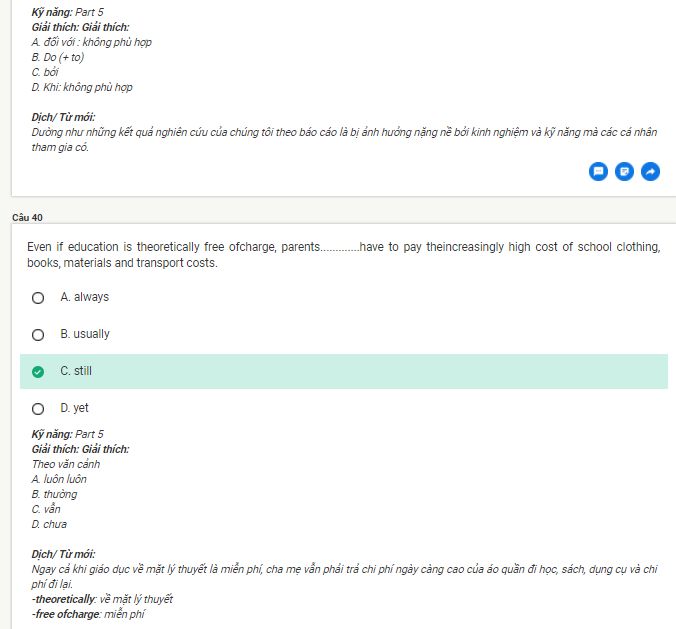 Kỹ năng: Part 5
Giải thích: Giải thích:
A. đối với : không phù hợp
B. Do (+ to)
C. bởi
D. Khi: không phù hợp
Dịch/ Từ mới:
Dường như những kết quả nghiên cứu của chúng tôi theo báo cáo là bị ảnh hưởng nặng nề bởi kinh nghiệm và kỹ năng mà các cá nhân
tham gia có.
Câu 40
Even if education is theoretically free ofcharge, parents.............have to pay theincreasingly high cost of school clothing,
books, materials and transport costs.
A. always
B. usually
C. still
D. yet
Kỹ năng: Part 5
Giải thích: Giải thích:
Theo văn cảnh
A. luôn luôn
B. thường
C. vẫn
D. chưa
Dịch/ Từ mới:
Ngay cả khi giáo dục về mặt lý thuyết là miễn phí, cha mẹ vẫn phải trả chi phí ngày càng cao của áo quần đi học, sách, dụng cụ và chi
phí đi lại.
-theoretically: về mặt lý thuyết
-free ofcharge: miễn phí